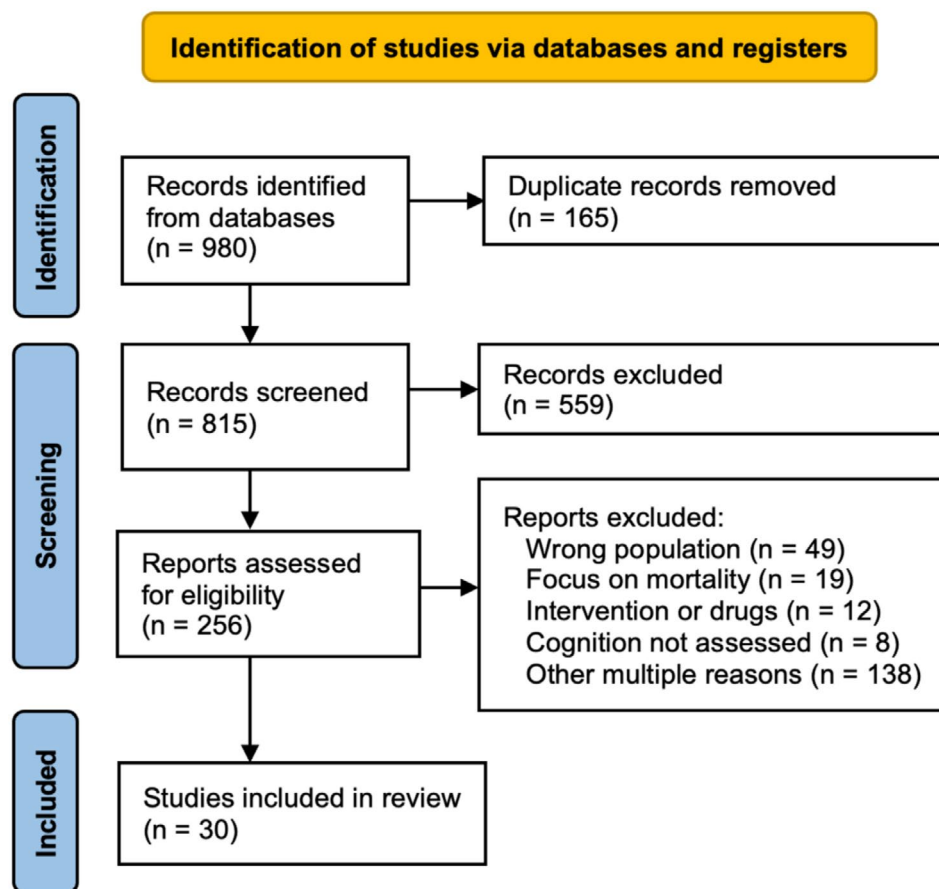 Identification of studies via databases and registers
Identification
Records identified
from databases
(n = 980)
Duplicate records removed
(n = 165)
Screening
Records screened
(n = 815)
Records excluded
(n = 559)
Reports assessed
for eligibility
(n = 256)
Reports excluded:
Wrong population (n = 49)
Focus on mortality (n = 19)
Intervention or drugs (n = 12)
Cognition not assessed (n = 8)
Other multiple reasons (n = 138)
Included
Studies included in review
(n = 30)